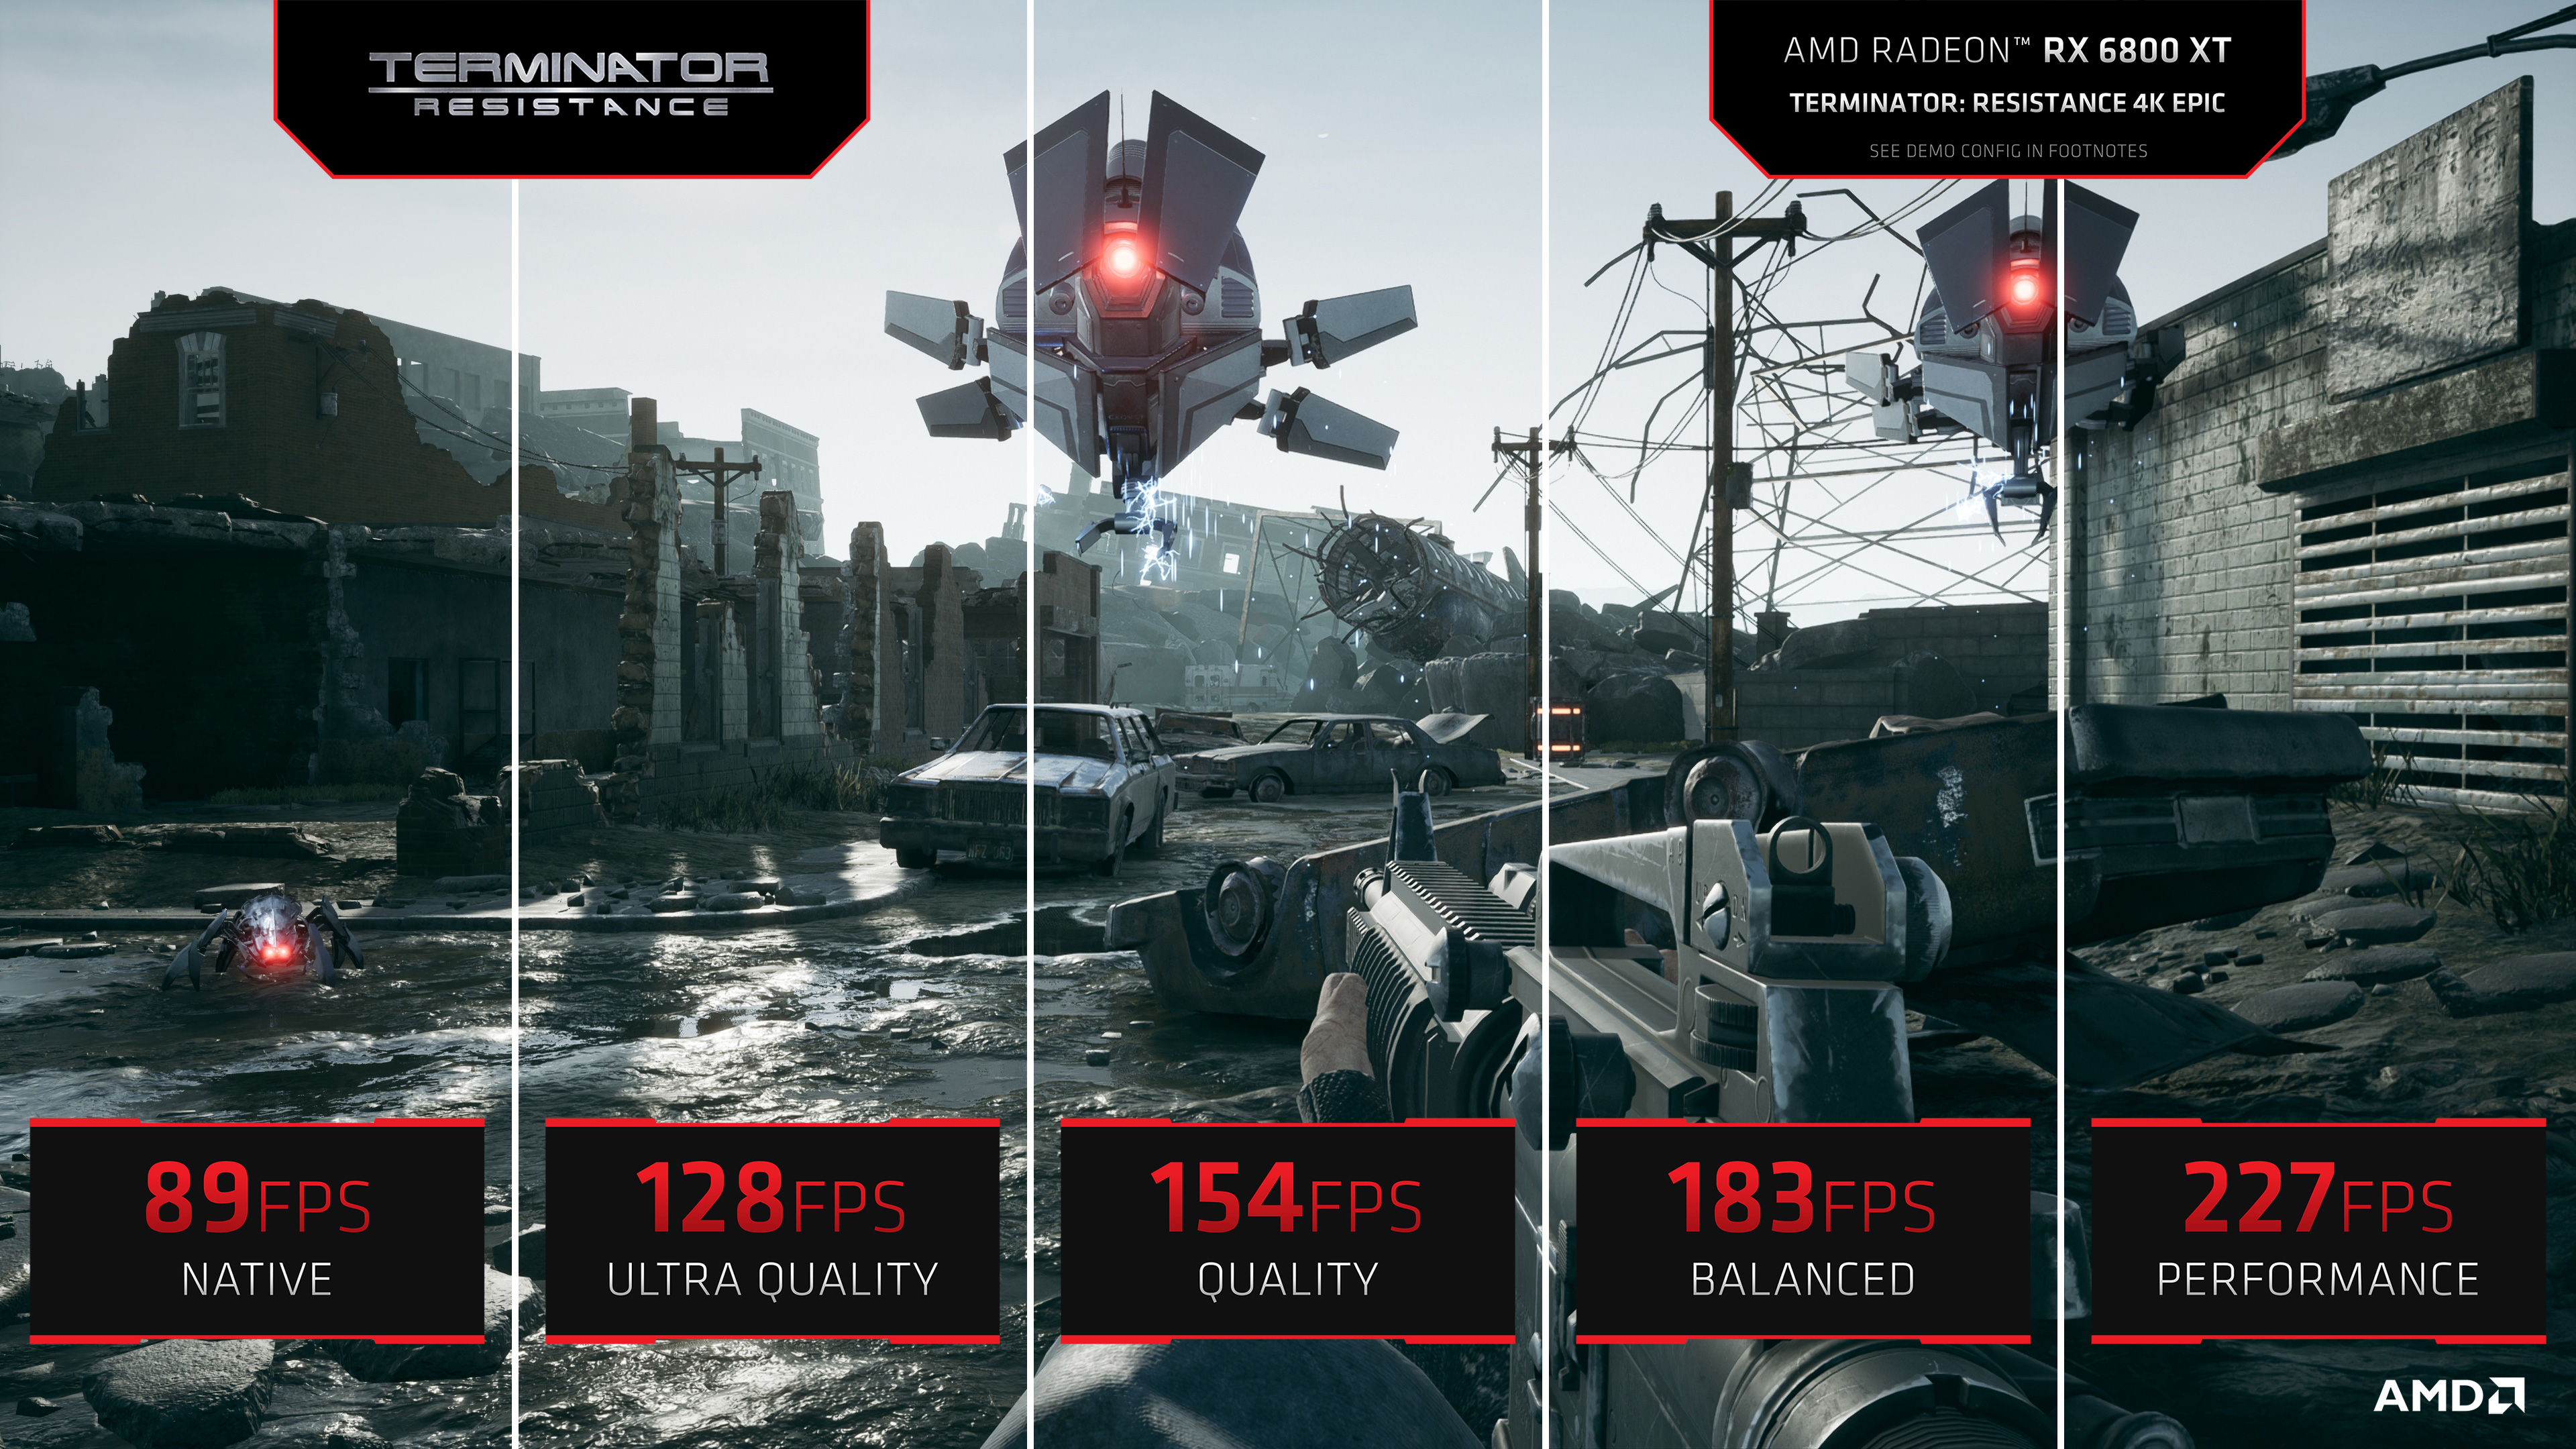 TERMINATOR
RESISTANCE
AMD RADEON™ RX 6800 XT
TERMINATOR: RESISTANCE 4K EPIC
SEE DEMO CONFIG IN FOOTNOTES
89FPS
NATIVE
128FPS
ULTRA QUALITY
154FPS
QUALITY
183FPS
BALANCED
227FPS
PERFORMANCE
AMD